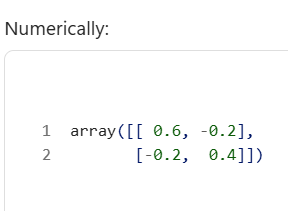 Numerically:
1 array([[ 0.6, -0.2],
2        [-0.2,  0.4]])